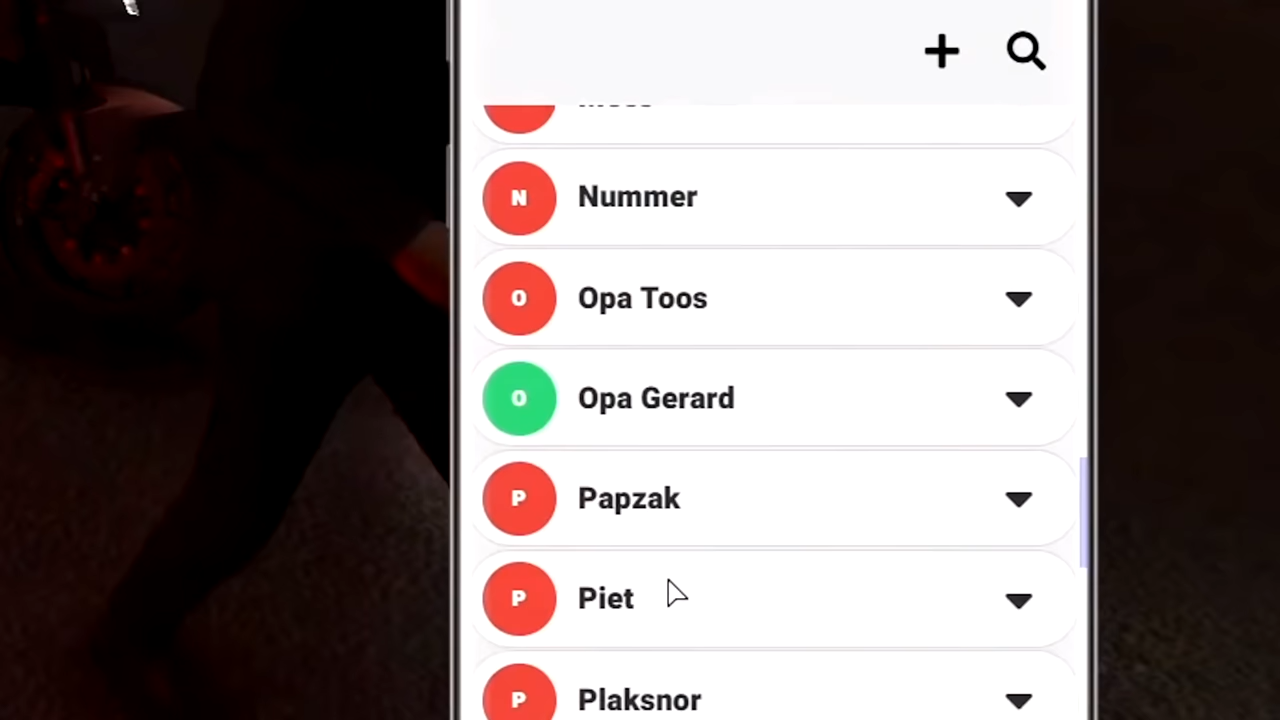 N Nummer
O Opa Toos
O Opa Gerard
P Papzak
P Piet
P Plaksnor